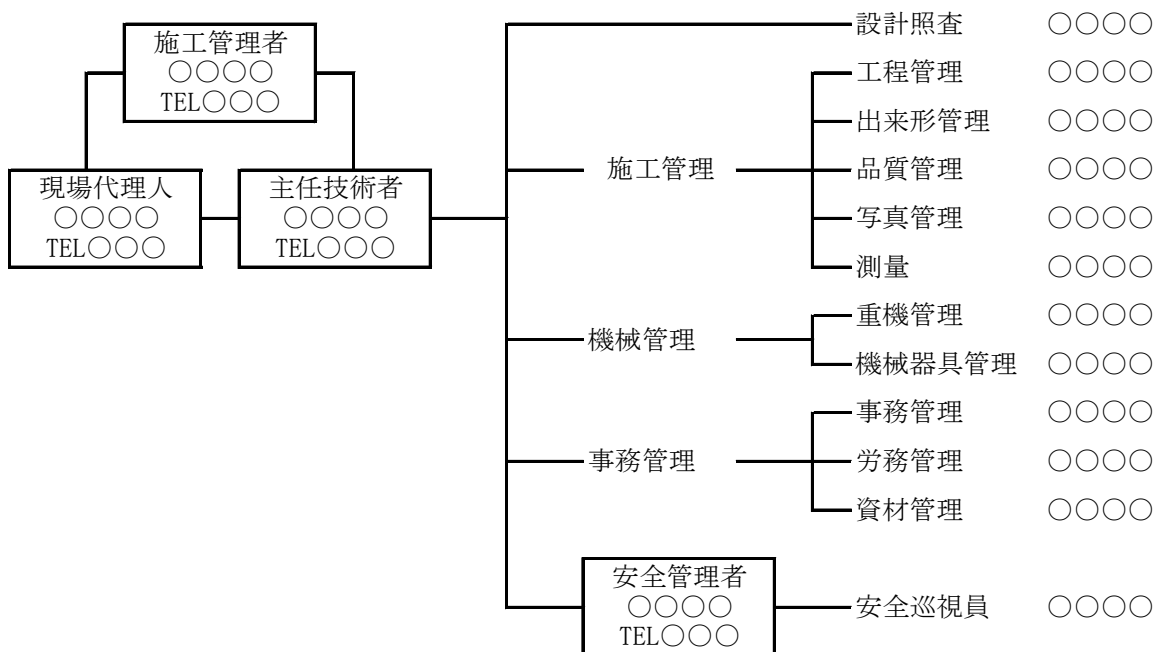 施工管理者
○○○○
TEL○○○
現場代理人
○○○○
TEL○○○
主任技術者
○○○○
TEL○○○
設計照査 ○○○○
施工管理
工程管理 ○○○○
出来形管理 ○○○○
品質管理 ○○○○
写真管理 ○○○○
測量 ○○○○
機械管理
重機管理 ○○○○
機械器具管理 ○○○○
事務管理
事務管理 ○○○○
労務管理 ○○○○
資材管理 ○○○○
安全管理者
○○○○
TEL○○○
安全巡視員 ○○○○